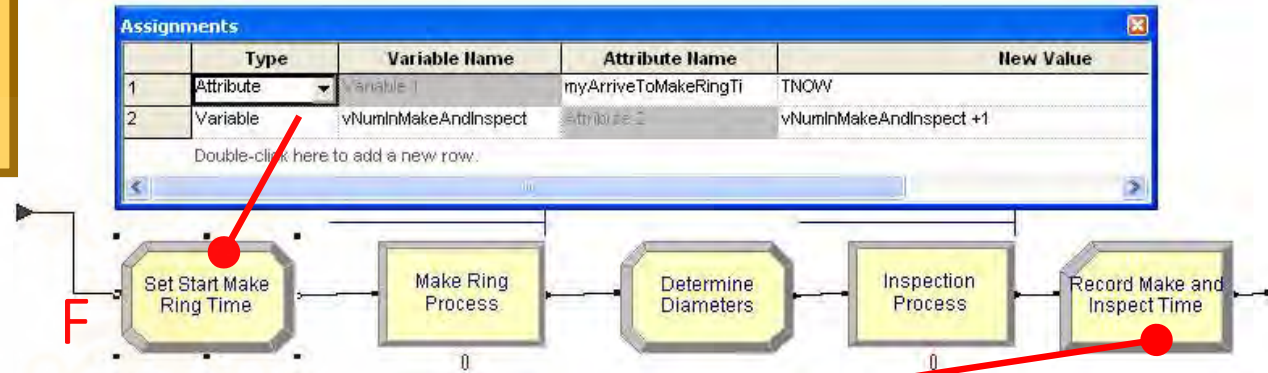 Assignments
Type Variable Name Attribute Name New Value
1 Attribute Variable 1 myArriveToMakeRingTi TNOW
2 Variable vNumInMakeAndInspect Attribute 2 vNumInMakeAndInspect +1
Double-click here to add a new row.
F
Set Start Make
Ring Time
Make Ring
Process
0
Determine
Diameters
Inspection
Process
0
Record Make and
Inspect Time